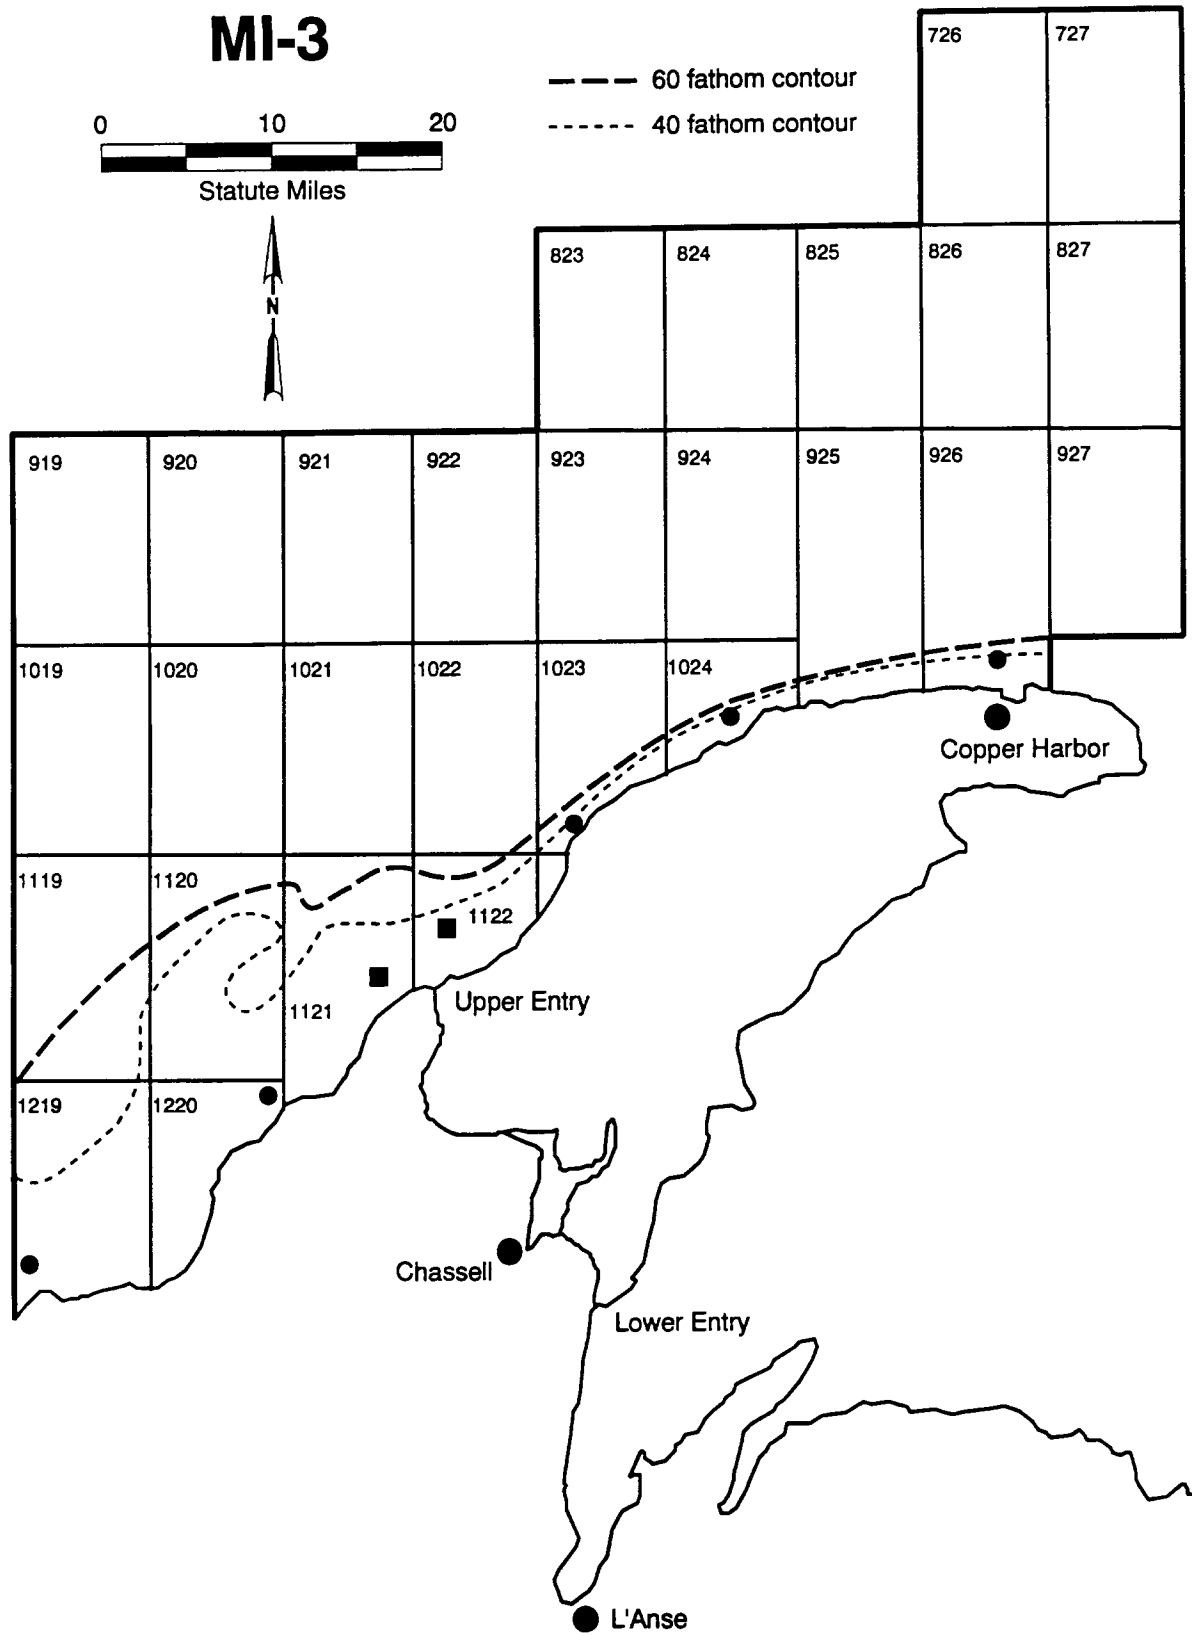 MI-3
60 fathom contour
40 fathom contour
0 10 20
Statute Miles
N
726 727
823 824 825 826 827
919 920 921 922 923 924 925 926 927
1019 1020 1021 1022 1023 1024
Copper Harbor
1119 1120
1122
Upper Entry
1121
1219 1220
Chassell
Lower Entry
L'Anse